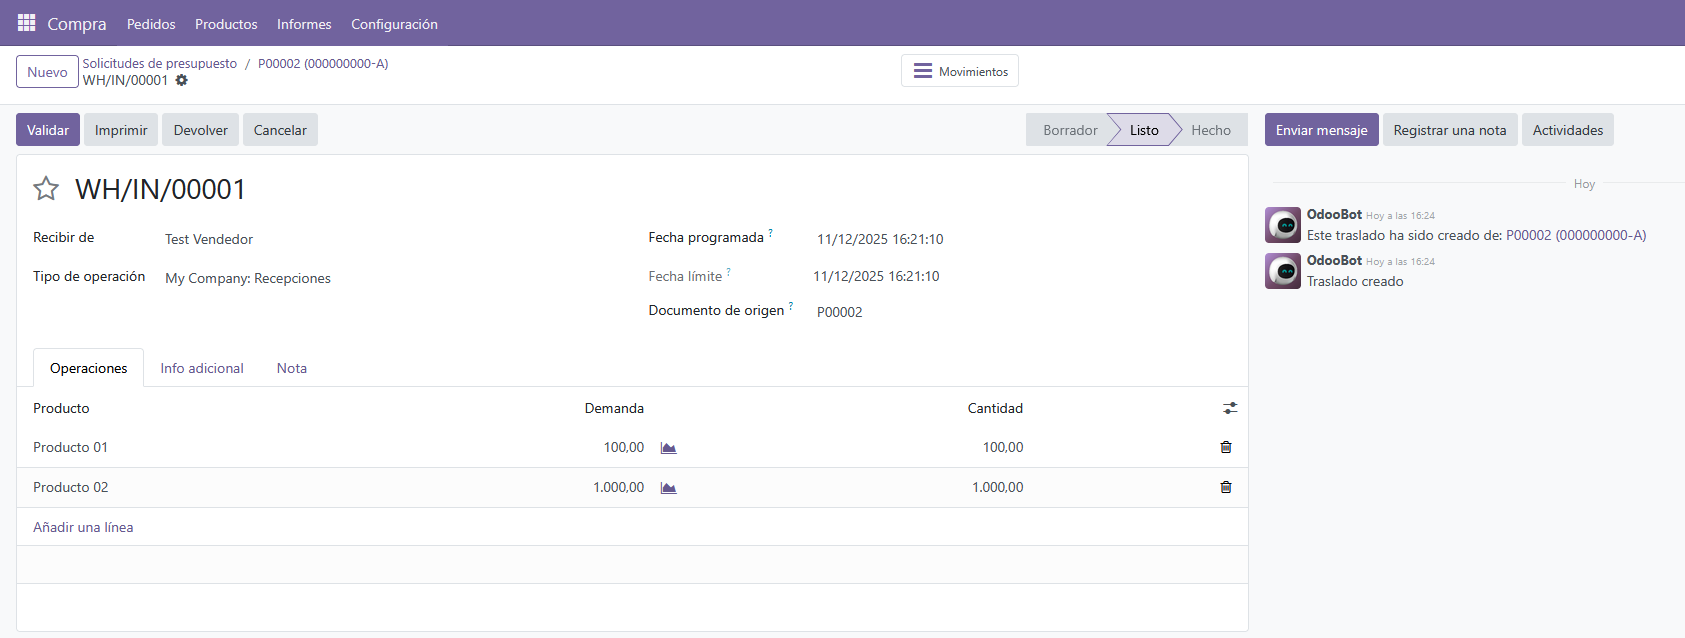 Compra Pedidos Productos Informes Configuración
Nuevo
Solicitudes de presupuesto / P00002 (000000000-A)
WH/IN/00001
Movimientos
Validar Imprimir Devolver Cancelar
Borrador Listo Hecho
Enviar mensaje Registrar una nota Actividades
WH/IN/00001
Recibir de Test Vendedor
Tipo de operación My Company: Recepciones
Fecha programada ? 11/12/2025 16:21:10
Fecha límite ? 11/12/2025 16:21:10
Documento de origen ? P00002
Operaciones Info adicional Nota
Producto Demanda Cantidad
Producto 01 100,00 100,00
Producto 02 1.000,00 1.000,00
Añadir una línea
Hoy
OdooBot Hoy a las 16:24
Este traslado ha sido creado de: P00002 (000000000-A)
OdooBot Hoy a las 16:24
Traslado creado